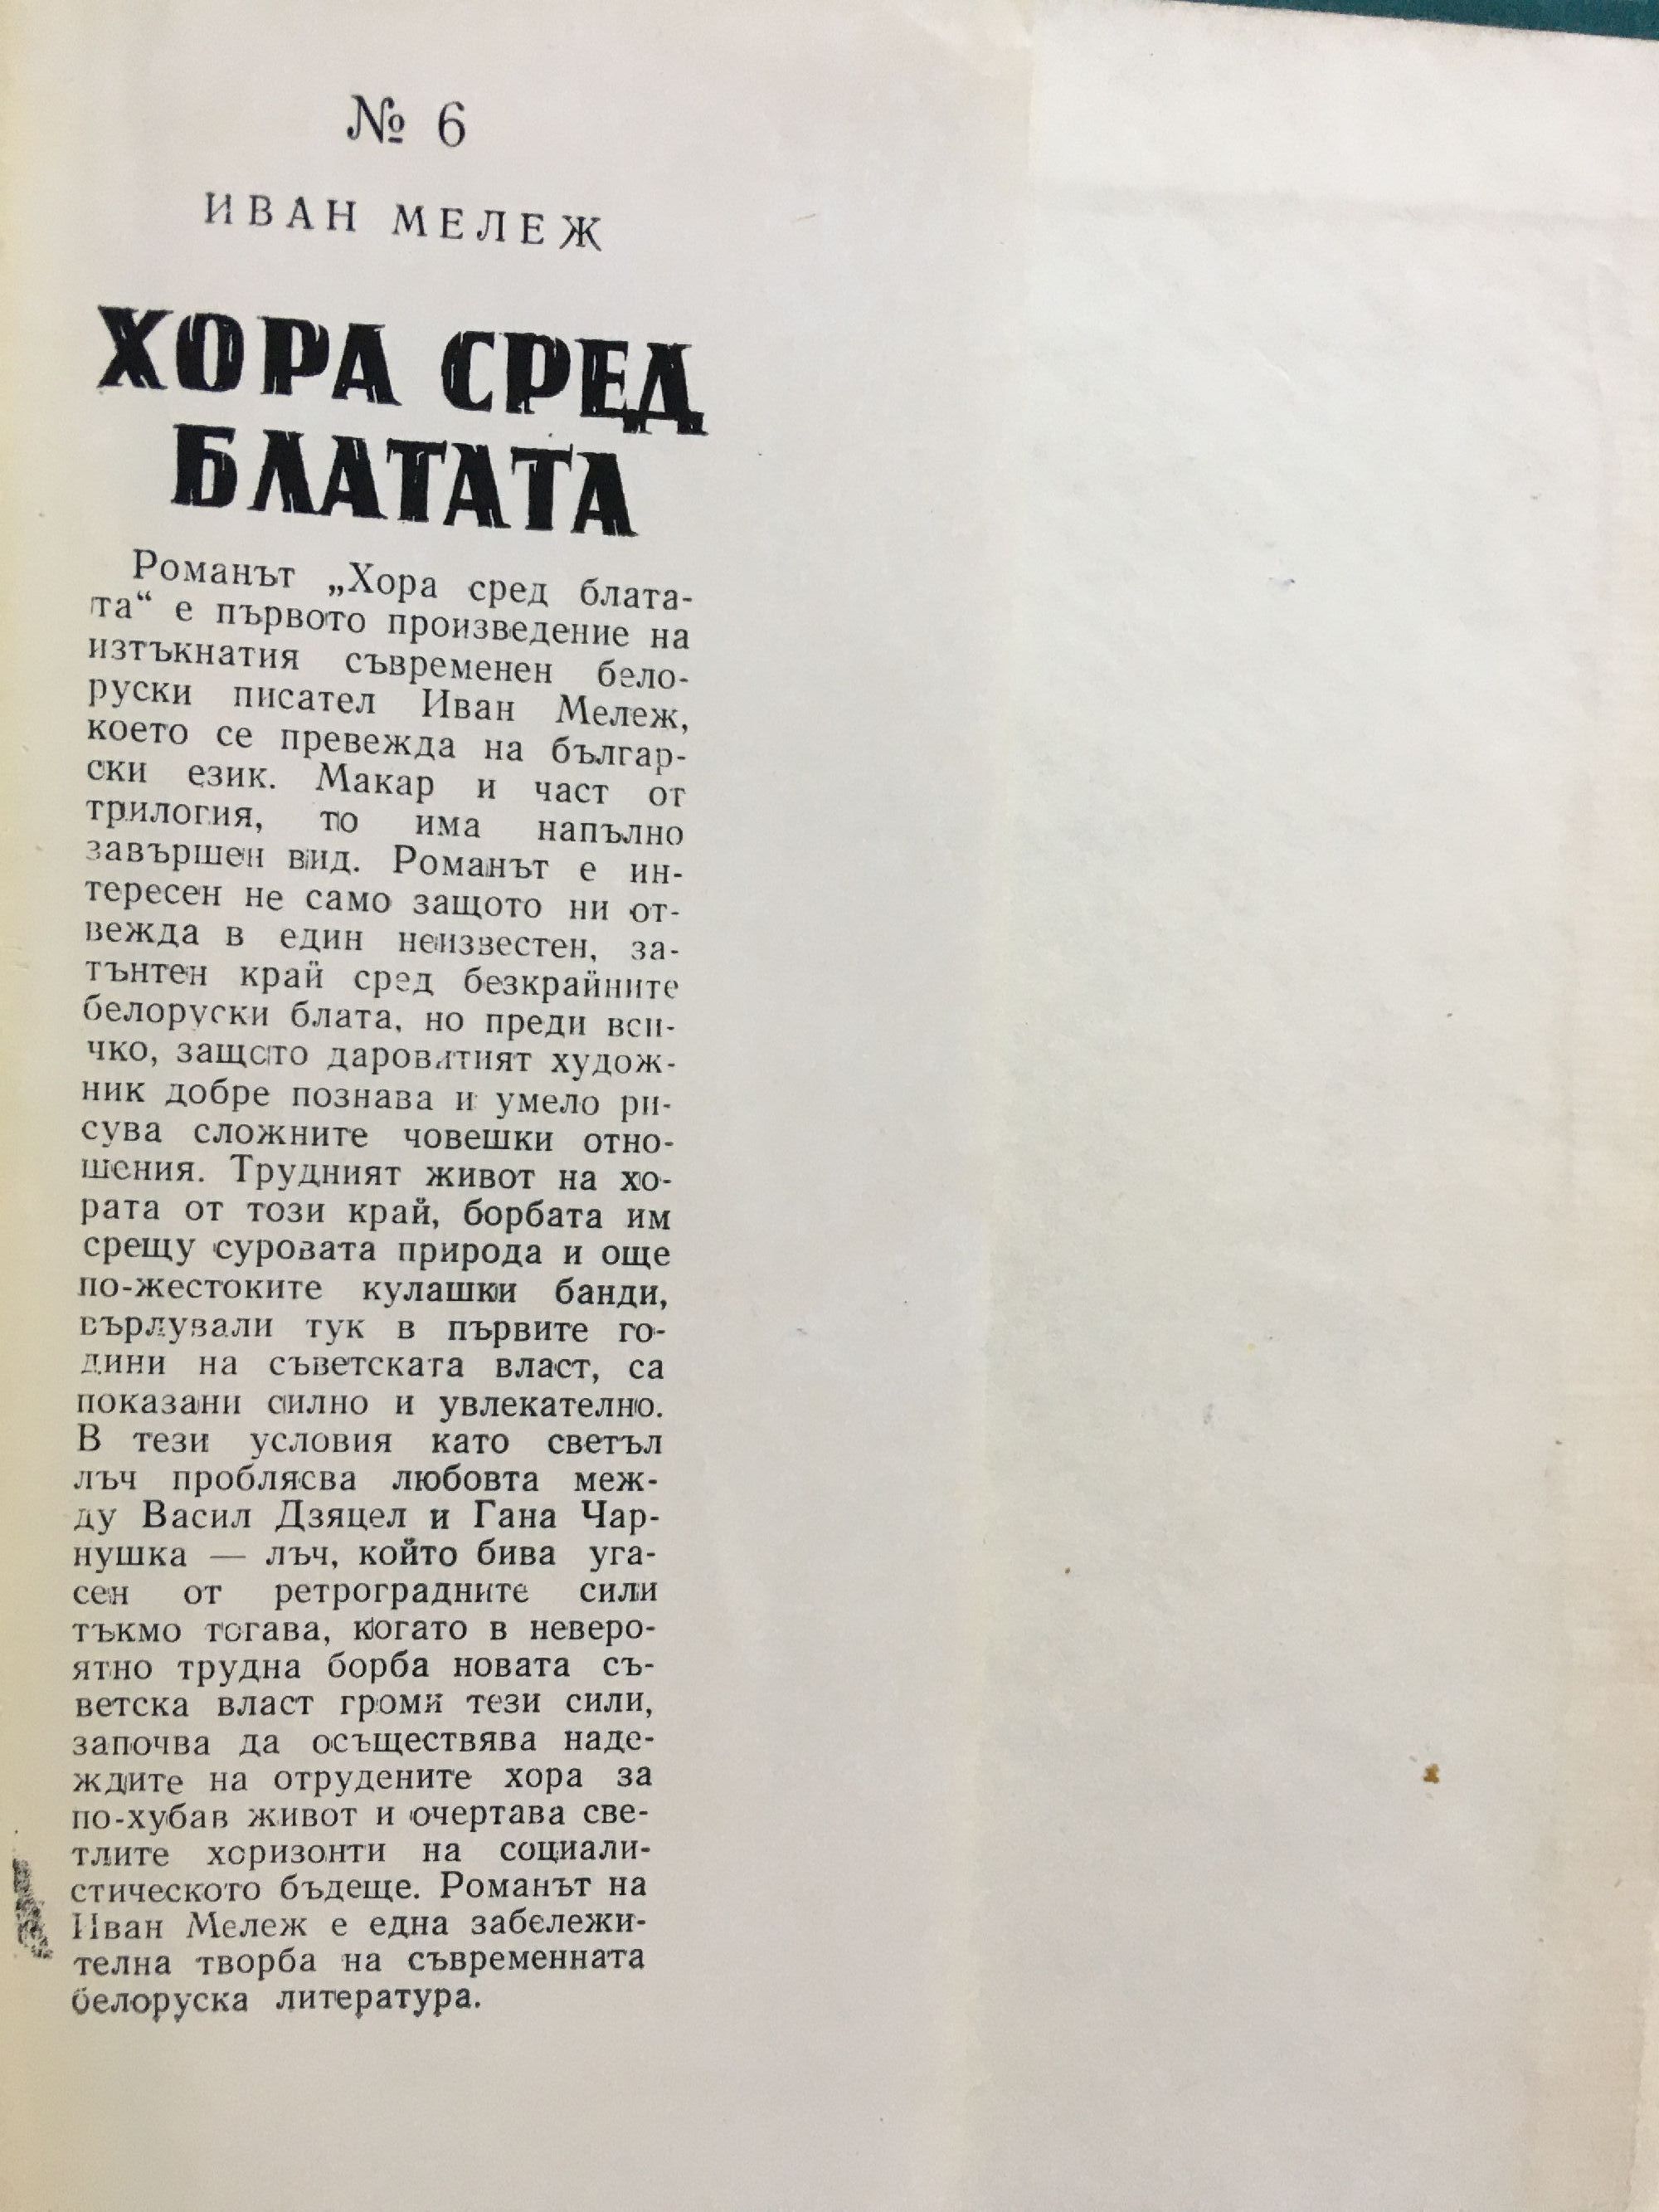 № 6
ИВАН МЕЛЕЖ
ХОРА СРЕД
БЛАТАТА
Романът „Хора сред блата-
та“ е първото произведение на
изтъкнатия съвременен бело-
руски писател Иван Мележ,
което се превежда на българ-
ски език. Макар и част от
трилогия, то има напълно
завършен вид. Романът е ин-
тересен не само защото ни от-
вежда в един неизвестен, за-
тънтен край сред безкрайните
белоруски блата, но преди вси-
чко, защото даровитият худож-
ник добре познава и умело ри-
сува сложните човешки отно-
шения. Трудният живот на хо-
рата от този край, борбата им
срещу суровата природа и още
по-жестоките кулашки банди,
върлували тук в първите го-
дини на съветската власт, са
показани силно и увлекателно.
В тези условия като светъл
лъч проблясва любовта меж-
ду Васил Дзяцел и Гана Чар-
нушка — лъч, който бива уга-
сен от ретроградните сили
тъкмо тогава, когато в неверо-
ятно трудна борба новата съ-
ветска власт громи тези сили,
започва да осъществява наде-
ждите на отрудените хора за
по-хубав живот и очертава све-
тлите хоризонти на социали-
стическото бъдеще. Романът на
Иван Мележ е една забележи-
телна творба на съвременната
белоруска литература.